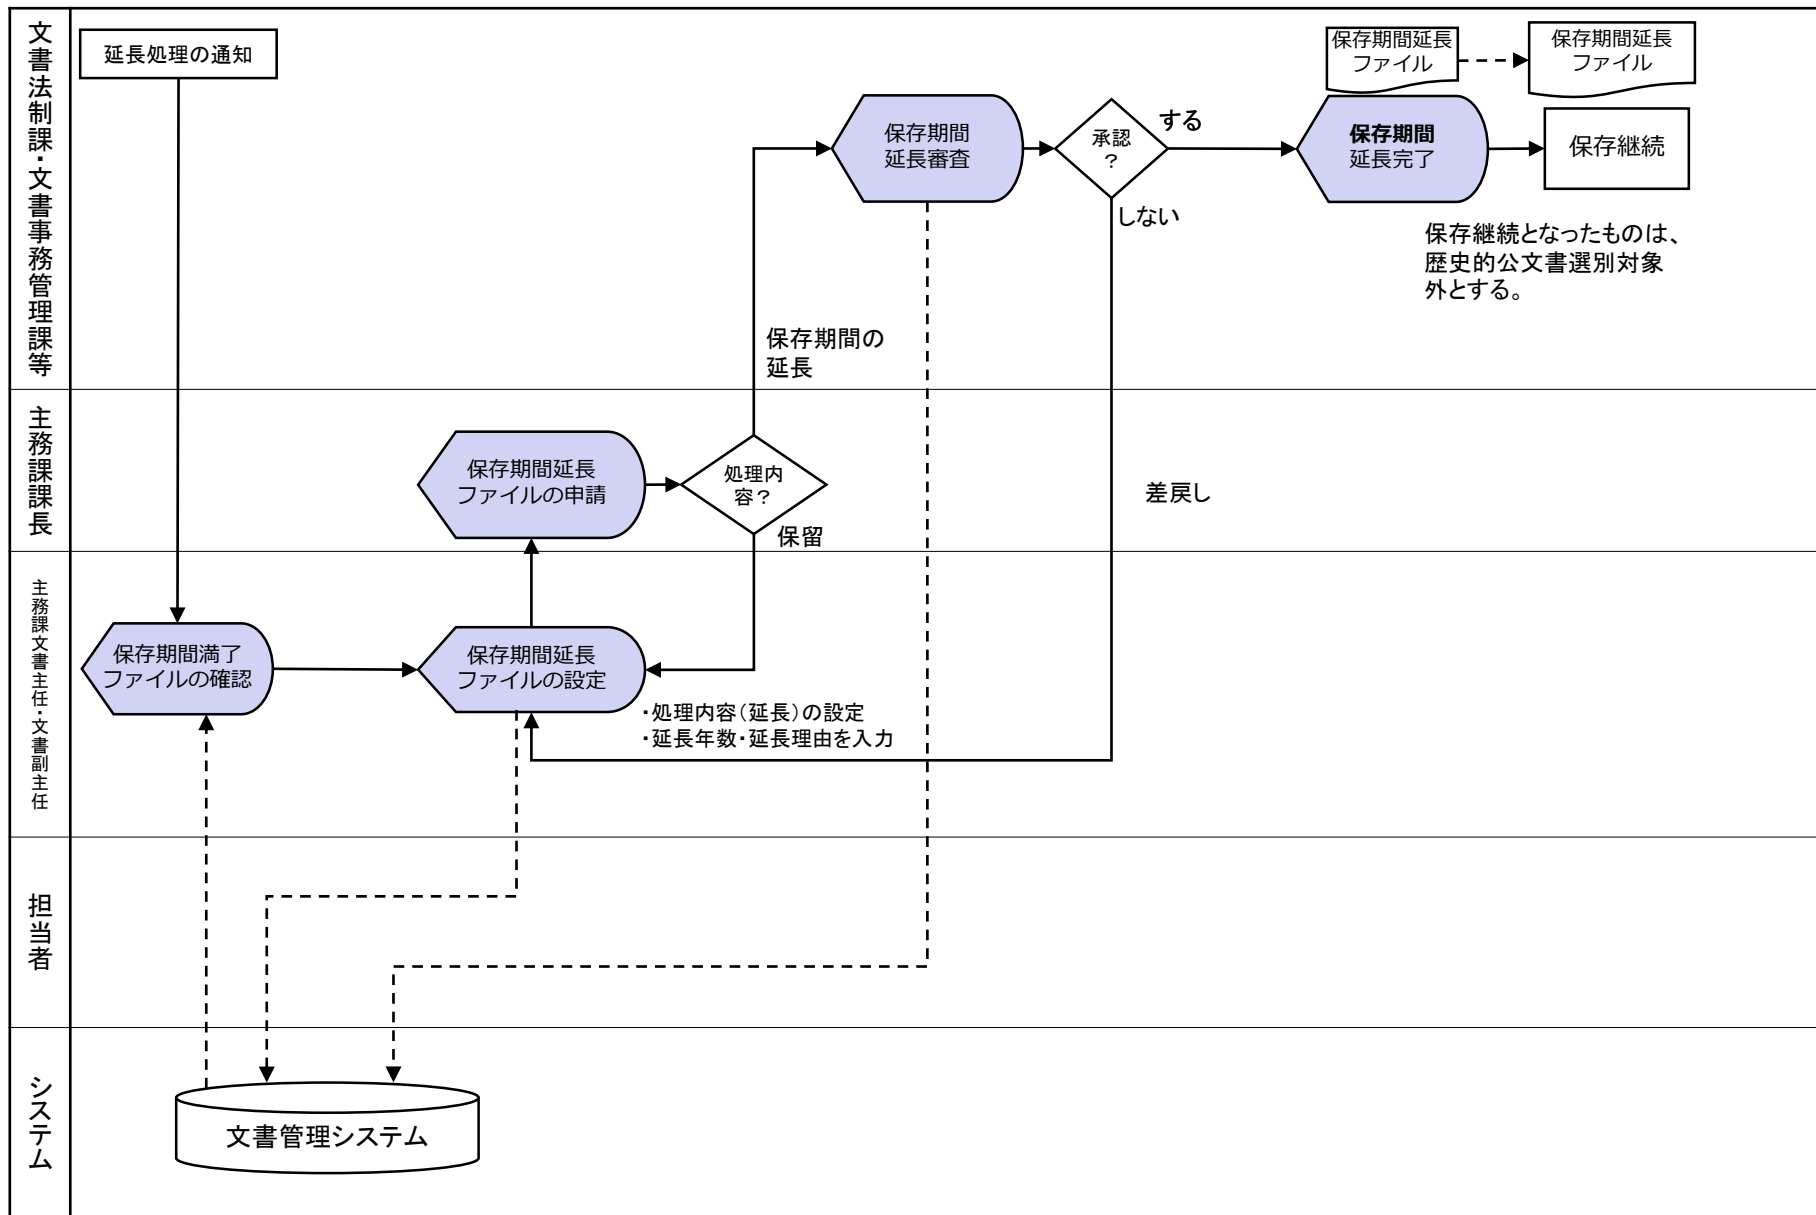 文書法制課・文書事務管理課等
延長処理の通知
保存期間
延長審査
承認
？
する
しない
保存期間延長
ファイル
保存期間延長
ファイル
保存期間
延長完了
保存継続
保存継続となったものは、
歴史的公文書選別対象
外とする。
保存期間の
延長
主務課課長
保存期間延長
ファイルの申請
処理内
容？
保留
差戻し
主務課文書主任・文書副主任
保存期間満了
ファイルの確認
保存期間延長
ファイルの設定
・処理内容（延長）の設定
・延長年数・延長理由を入力
担当者
システム
文書管理システム